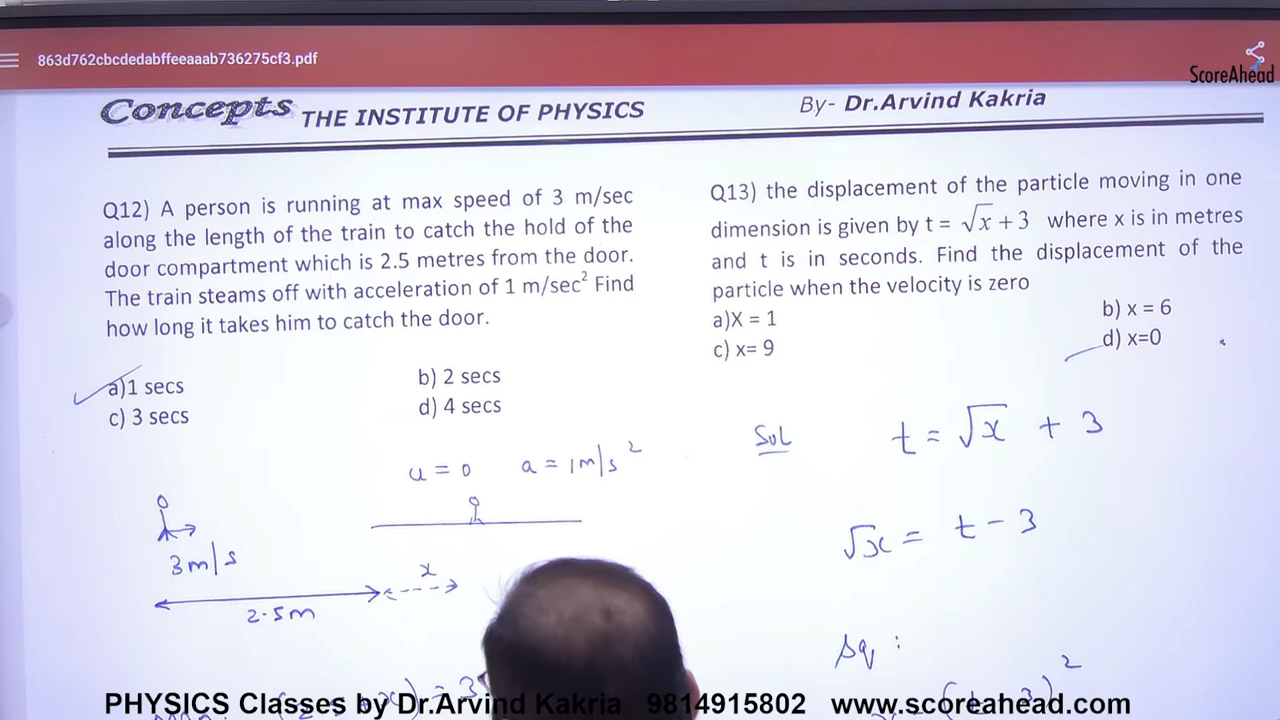 863d762cbcdedabffeeaaab736275cf3.pdf
ScoreAhead
Concepts THE INSTITUTE OF PHYSICS
By- Dr.Arvind Kakria
Q12) A person is running at max speed of 3 m/sec
along the length of the train to catch the hold of the
door compartment which is 2.5 metres from the door.
The train steams off with acceleration of 1 m/sec² Find
how long it takes him to catch the door.
a)1 secs
b) 2 secs
c) 3 secs
d) 4 secs
u = 0 a = 1m/s²
3m/s
x
2.5m
Q13) the displacement of the particle moving in one
dimension is given by t = √x + 3 where x is in metres
and t is in seconds. Find the displacement of the
particle when the velocity is zero
a)X = 1
b) x = 6
c) x= 9
d) x=0
Sol
t = √x + 3
√x = t - 3
Sq :
PHYSICS Classes by Dr.Arvind Kakria 9814915802 www.scoreahead.com